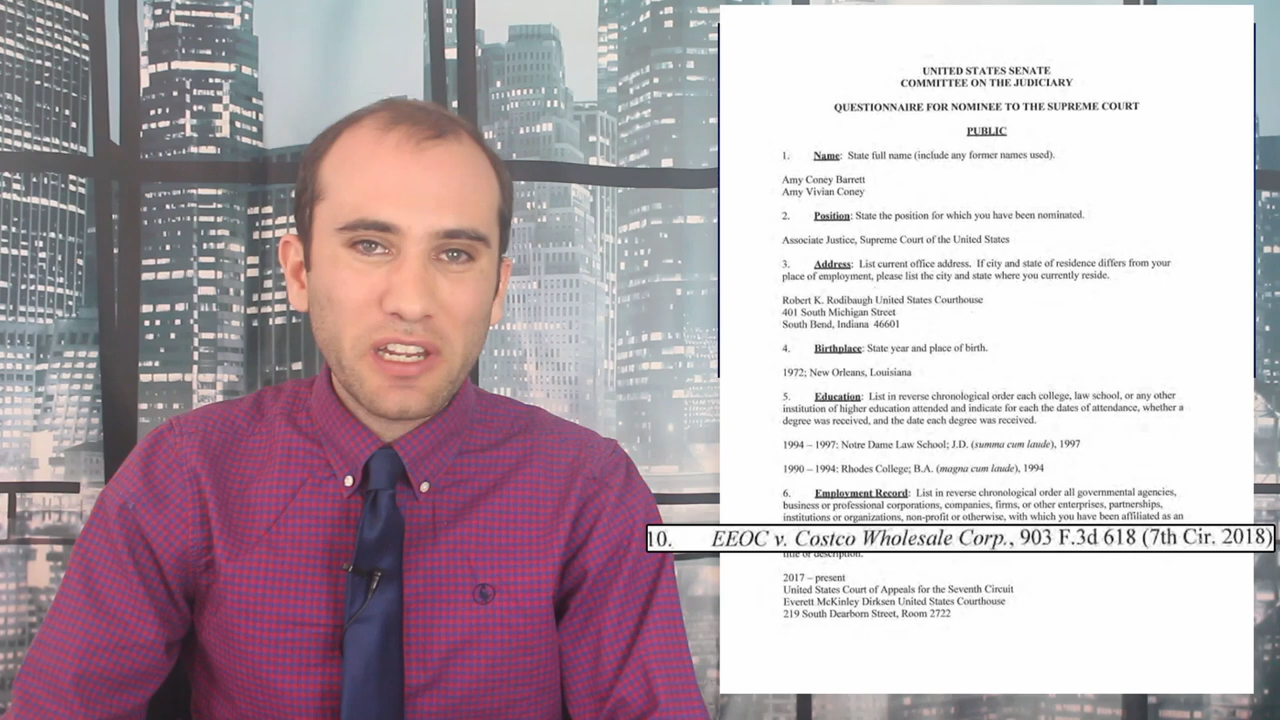 UNITED STATES SENATE
COMMITTEE ON THE JUDICIARY
QUESTIONNAIRE FOR NOMINEE TO THE SUPREME COURT
PUBLIC
1. Name: State full name (include any former names used).
Amy Coney Barrett
Amy Vivian Coney
2. Position: State the position for which you have been nominated.
Associate Justice, Supreme Court of the United States
3. Address: List current office address. If city and state of residence differs from your
place of employment, please list the city and state where you currently reside.
Robert K. Rodibaugh United States Courthouse
401 South Michigan Street
South Bend, Indiana 46601
4. Birthplace: State year and place of birth.
1972; New Orleans, Louisiana
5. Education: List in reverse chronological order each college, law school, or any other
institution of higher education attended and indicate for each the dates of attendance, whether a
degree was received, and the date each degree was received.
1994 – 1997: Notre Dame Law School; J.D. (summa cum laude), 1997
1990 – 1994: Rhodes College; B.A. (magna cum laude), 1994
6. Employment Record: List in reverse chronological order all governmental agencies,
business or professional corporations, companies, firms, or other enterprises, partnerships,
institutions or organizations, non-profit or otherwise, with which you have been affiliated as an
10. EEOC v. Costco Wholesale Corp., 903 F.3d 618 (7th Cir. 2018)
title or description.
2017 – present
United States Court of Appeals for the Seventh Circuit
Everett McKinley Dirksen United States Courthouse
219 South Dearborn Street, Room 2722